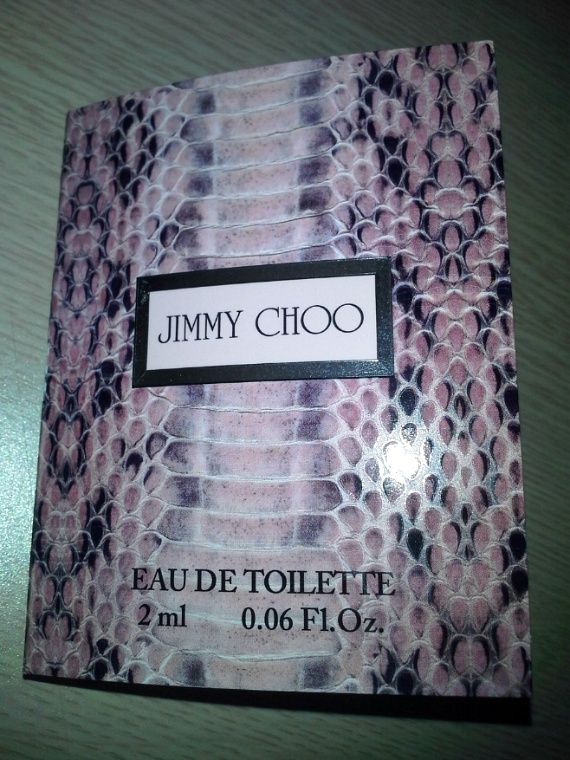 JIMMY CHOO
EAU DE TOILETTE
2 ml 0.06 Fl.Oz.